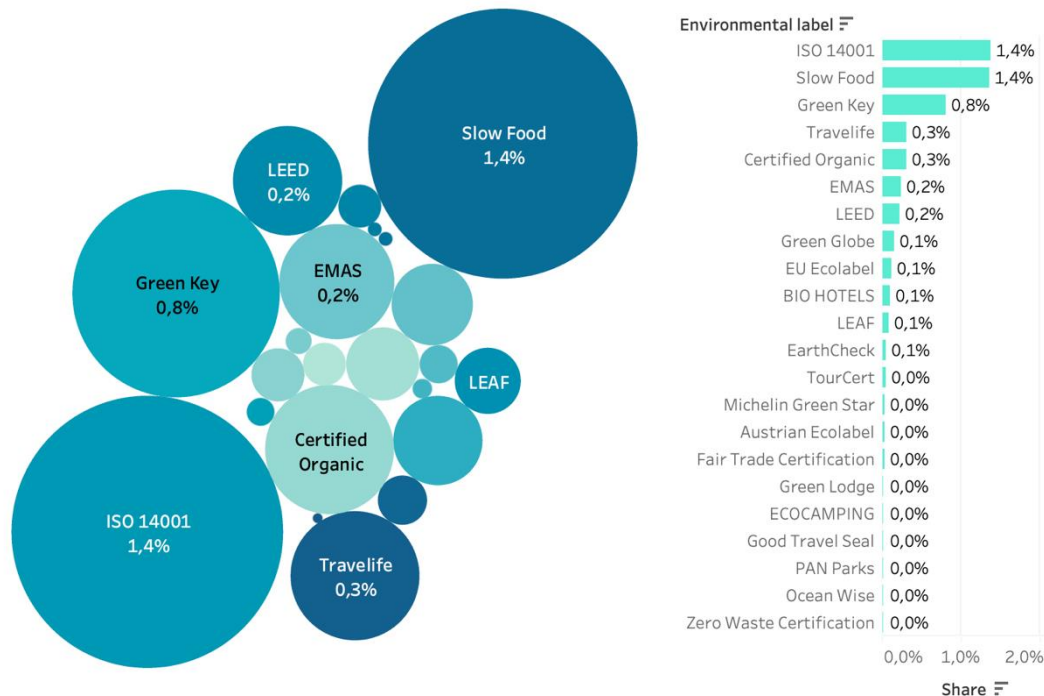 Slow Food
1,4%
LEED
0,2%
EMAS
0,2%
Green Key
0,8%
LEAF
Certified
Organic
ISO 14001
1,4%
Travelife
0,3%
Environmental label
ISO 14001 1,4%
Slow Food 1,4%
Green Key 0,8%
Travelife 0,3%
Certified Organic 0,3%
EMAS 0,2%
LEED 0,2%
Green Globe 0,1%
EU Ecolabel 0,1%
BIO HOTELS 0,1%
LEAF 0,1%
EarthCheck 0,1%
TourCert 0,0%
Michelin Green Star 0,0%
Austrian Ecolabel 0,0%
Fair Trade Certification 0,0%
Green Lodge 0,0%
ECOCAMPING 0,0%
Good Travel Seal 0,0%
PAN Parks 0,0%
Ocean Wise 0,0%
Zero Waste Certification 0,0%
0,0% 1,0% 2,0%
Share